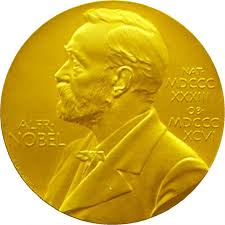 ALFR·
NOBEL
NAT·
MDCCC
XXXIII
OB·
MDCCC
XCVI